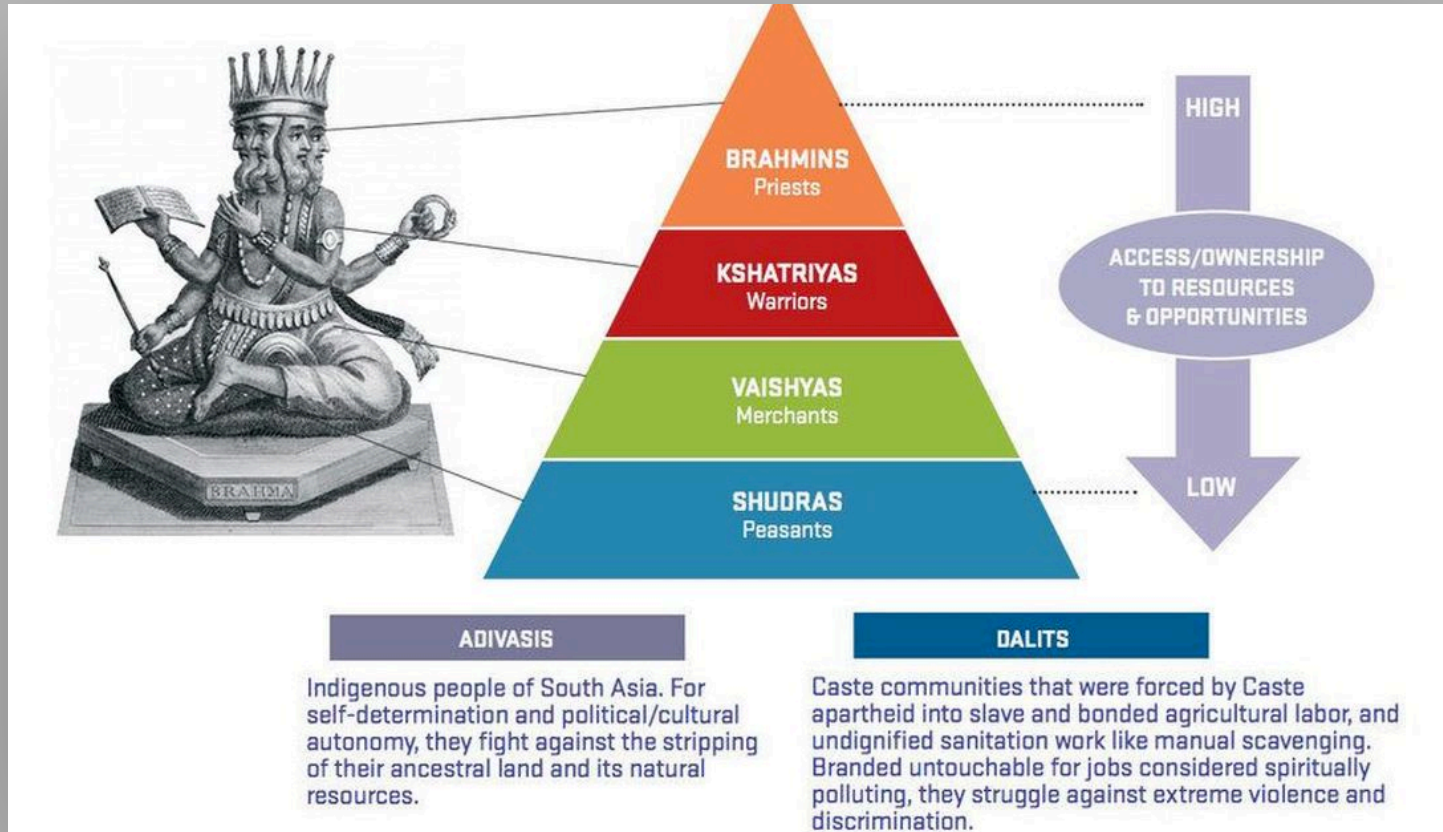 BRAHMINS
Priests
KSHATRIYAS
Warriors
VAISHYAS
Merchants
SHUDRAS
Peasants
HIGH
ACCESS/OWNERSHIP
TO RESOURCES
& OPPORTUNITIES
LOW
BRAHMA
ADIVASIS
Indigenous people of South Asia. For
self-determination and political/cultural
autonomy, they fight against the stripping
of their ancestral land and its natural
resources.
DALITS
Caste communities that were forced by Caste
apartheid into slave and bonded agricultural labor, and
undignified sanitation work like manual scavenging.
Branded untouchable for jobs considered spiritually
polluting, they struggle against extreme violence and
discrimination.